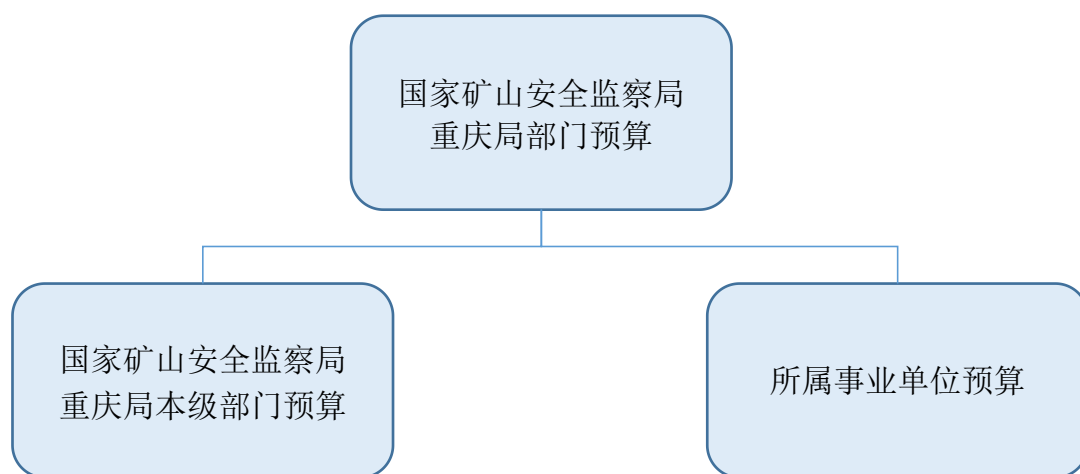 国家矿山安全监察局
重庆局部门预算
国家矿山安全监察局
重庆局本级部门预算
所属事业单位预算